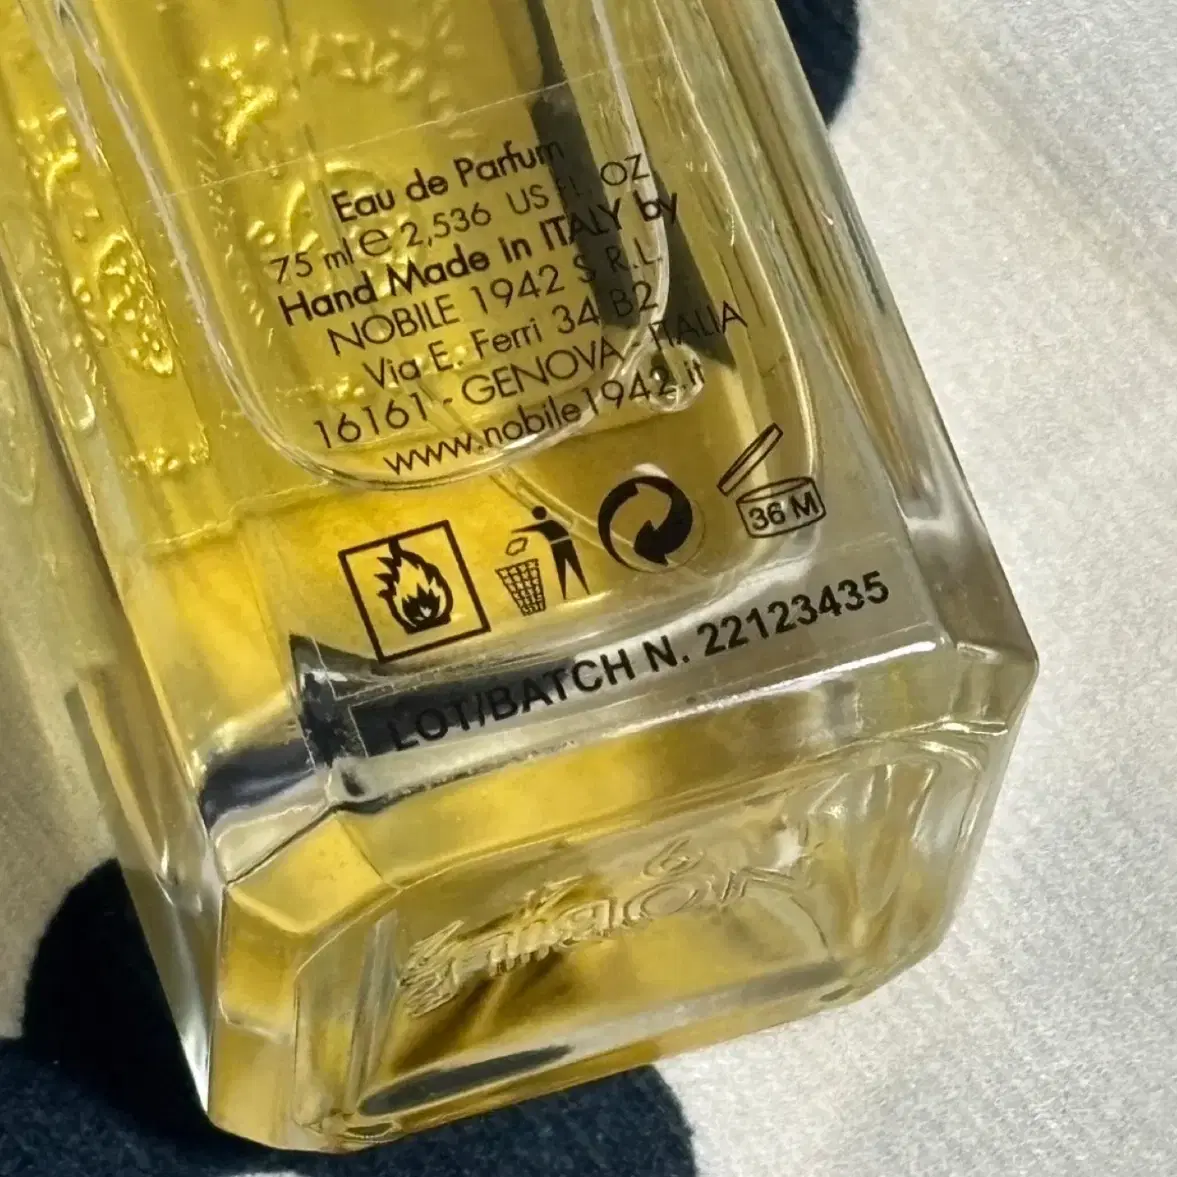 Eau de Parfum
75 ml e 2,536 US FL OZ
Hand Made in ITALY by
NOBILE 1942 S.R.L.
Via E. Ferri 34 B2
16161 - GENOVA - ITALIA
www.nobile1942.it
36 M
LOT/BATCH N. 22123435